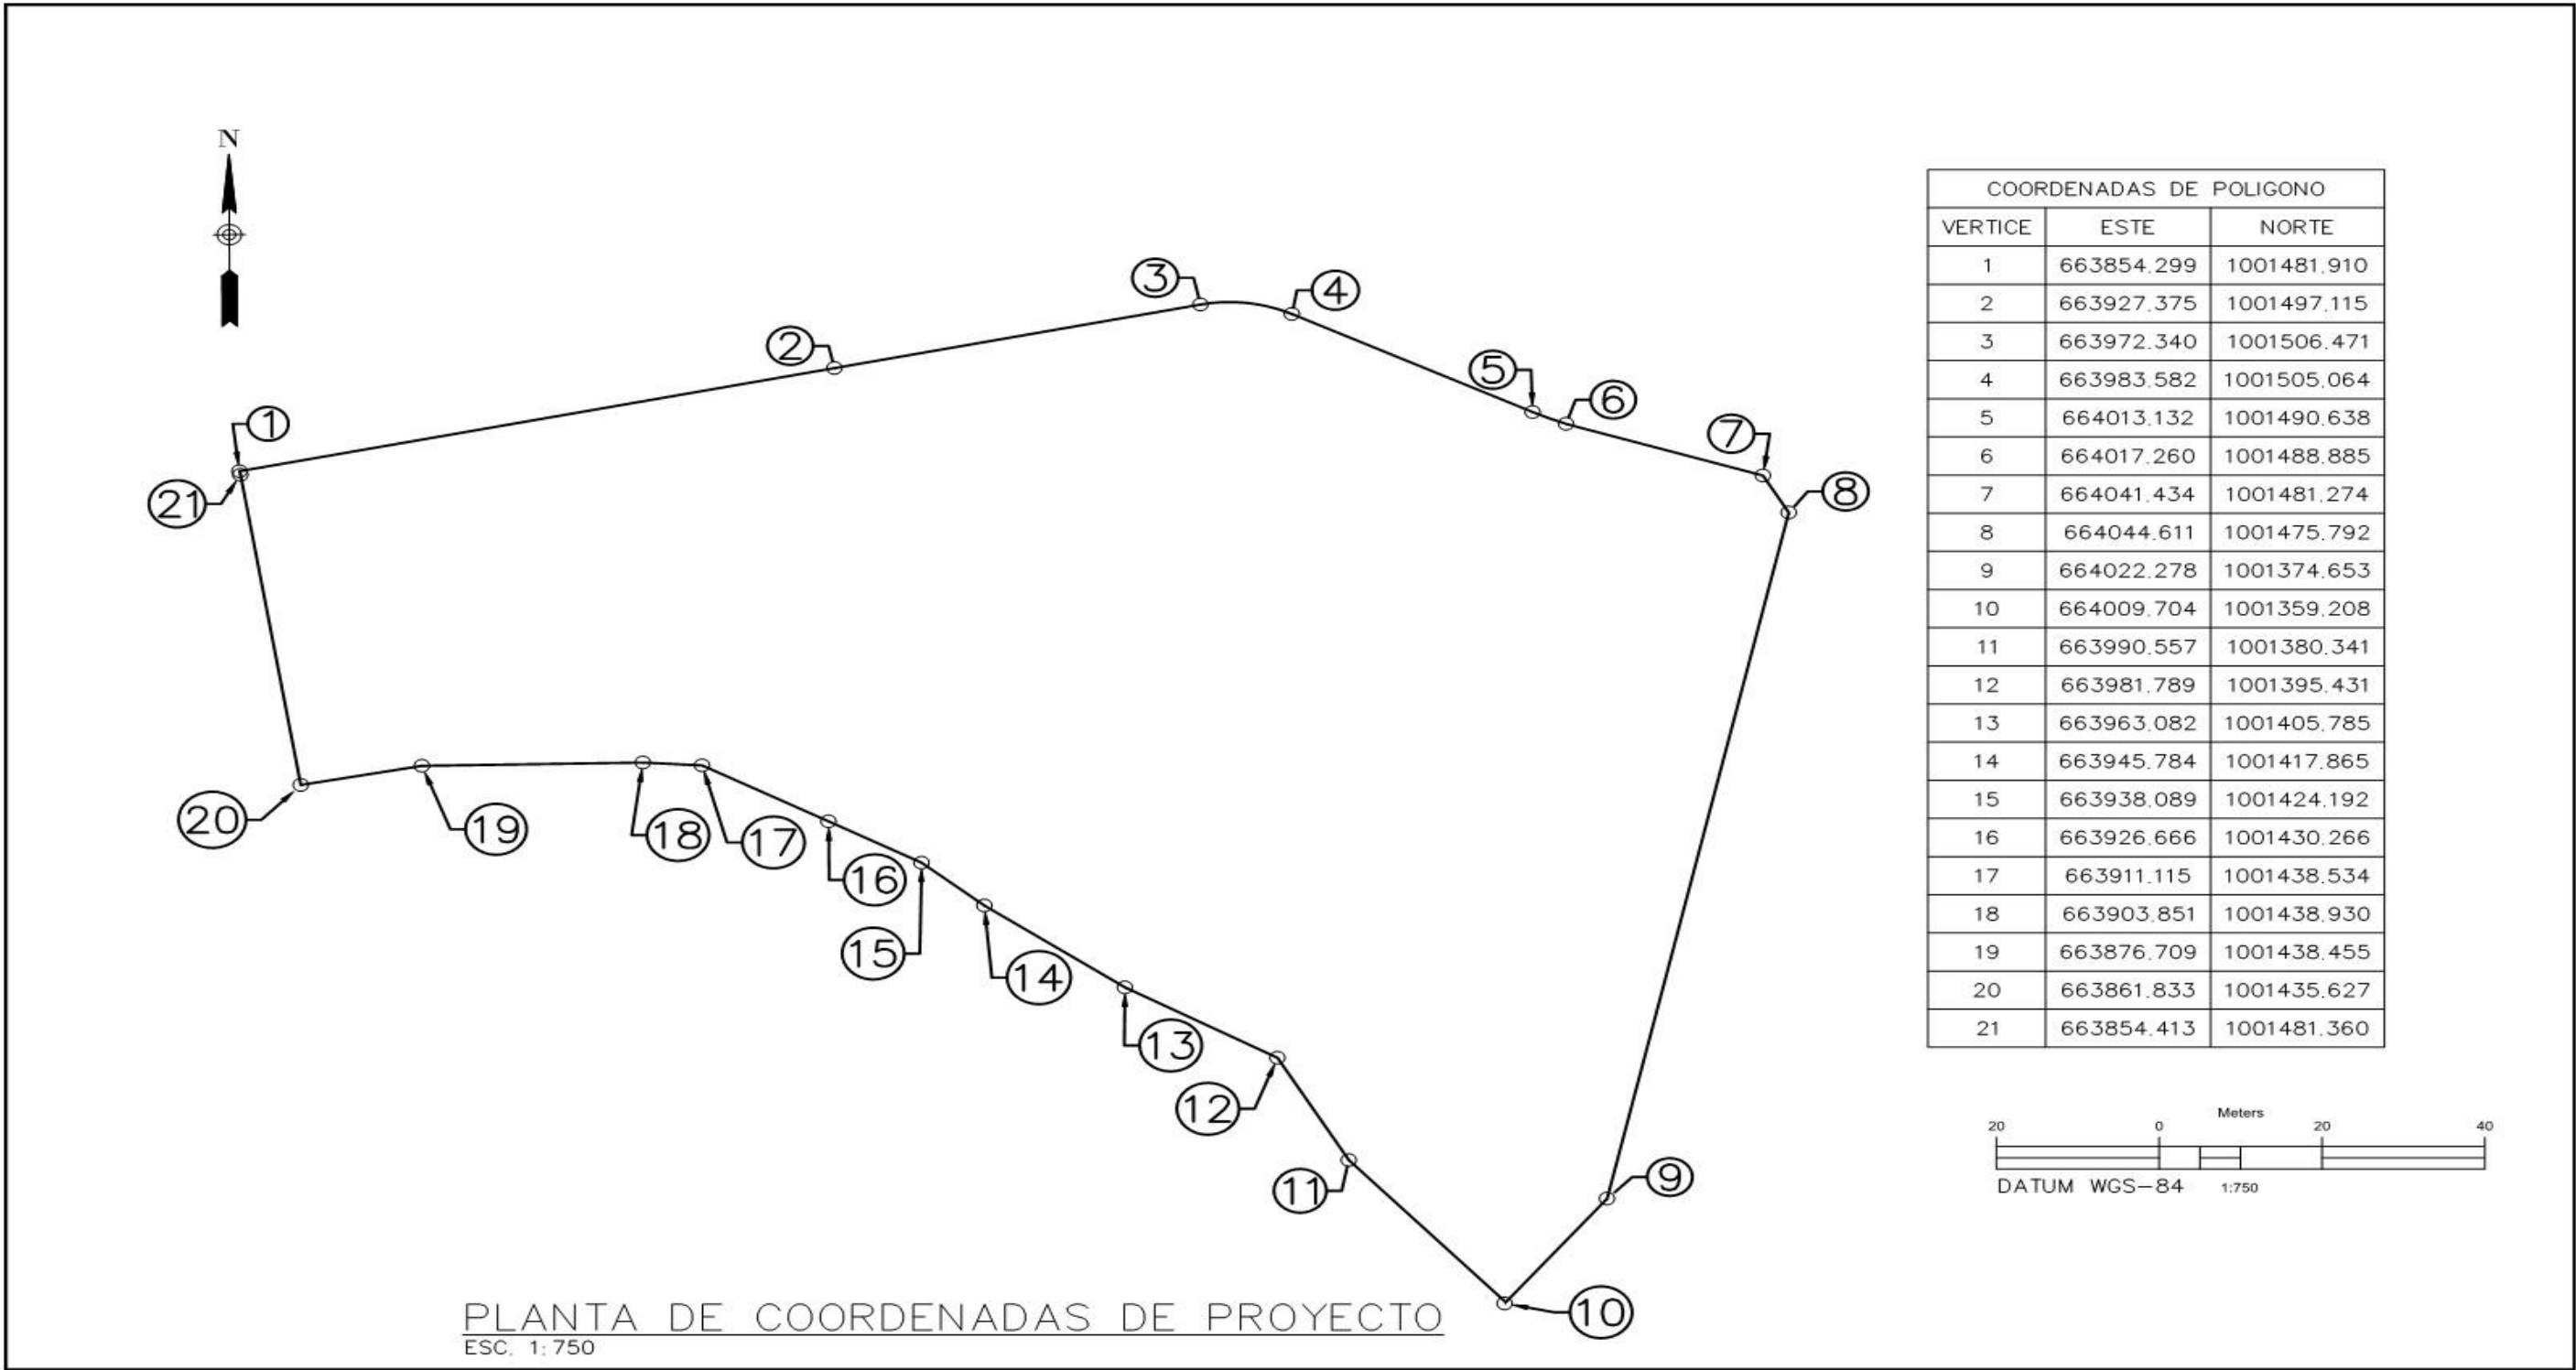 N
3
4
2
5
6
1
7
8
21
20
19
18
17
16
15
14
13
12
11
9
10
COORDENADAS DE POLIGONO
VERTICE ESTE NORTE
1 663854.299 1001481.910
2 663927.375 1001497.115
3 663972.340 1001506.471
4 663983.582 1001505.064
5 664013.132 1001490.638
6 664017.260 1001488.885
7 664041.434 1001481.274
8 664044.611 1001475.792
9 664022.278 1001374.653
10 664009.704 1001359.208
11 663990.557 1001380.341
12 663981.789 1001395.431
13 663963.082 1001405.785
14 663945.784 1001417.865
15 663938.089 1001424.192
16 663926.666 1001430.266
17 663911.115 1001438.534
18 663903.851 1001438.930
19 663876.709 1001438.455
20 663861.833 1001435.627
21 663854.413 1001481.360
Meters
20 0 20 40
DATUM WGS-84 1:750
PLANTA DE COORDENADAS DE PROYECTO
ESC. 1:750